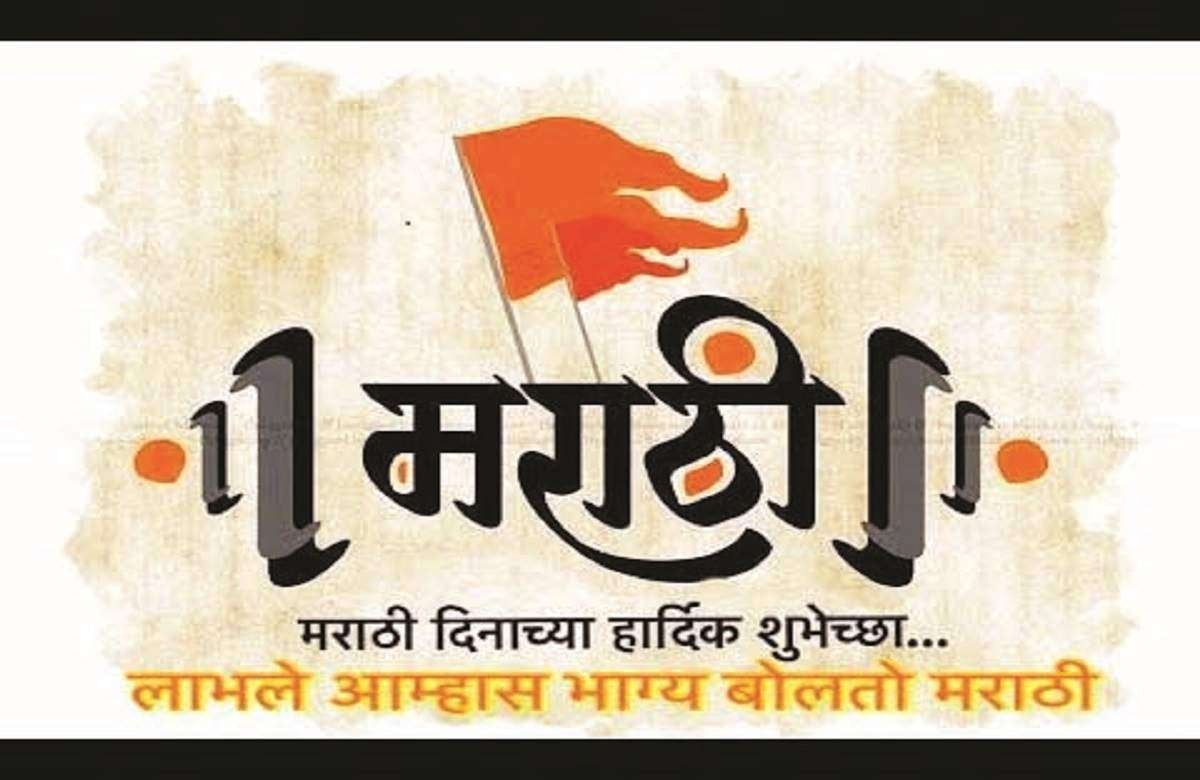 मराठी
मराठी दिनाच्या हार्दिक शुभेच्छा...
लाभले आम्हास भाग्य बोलतो मराठी